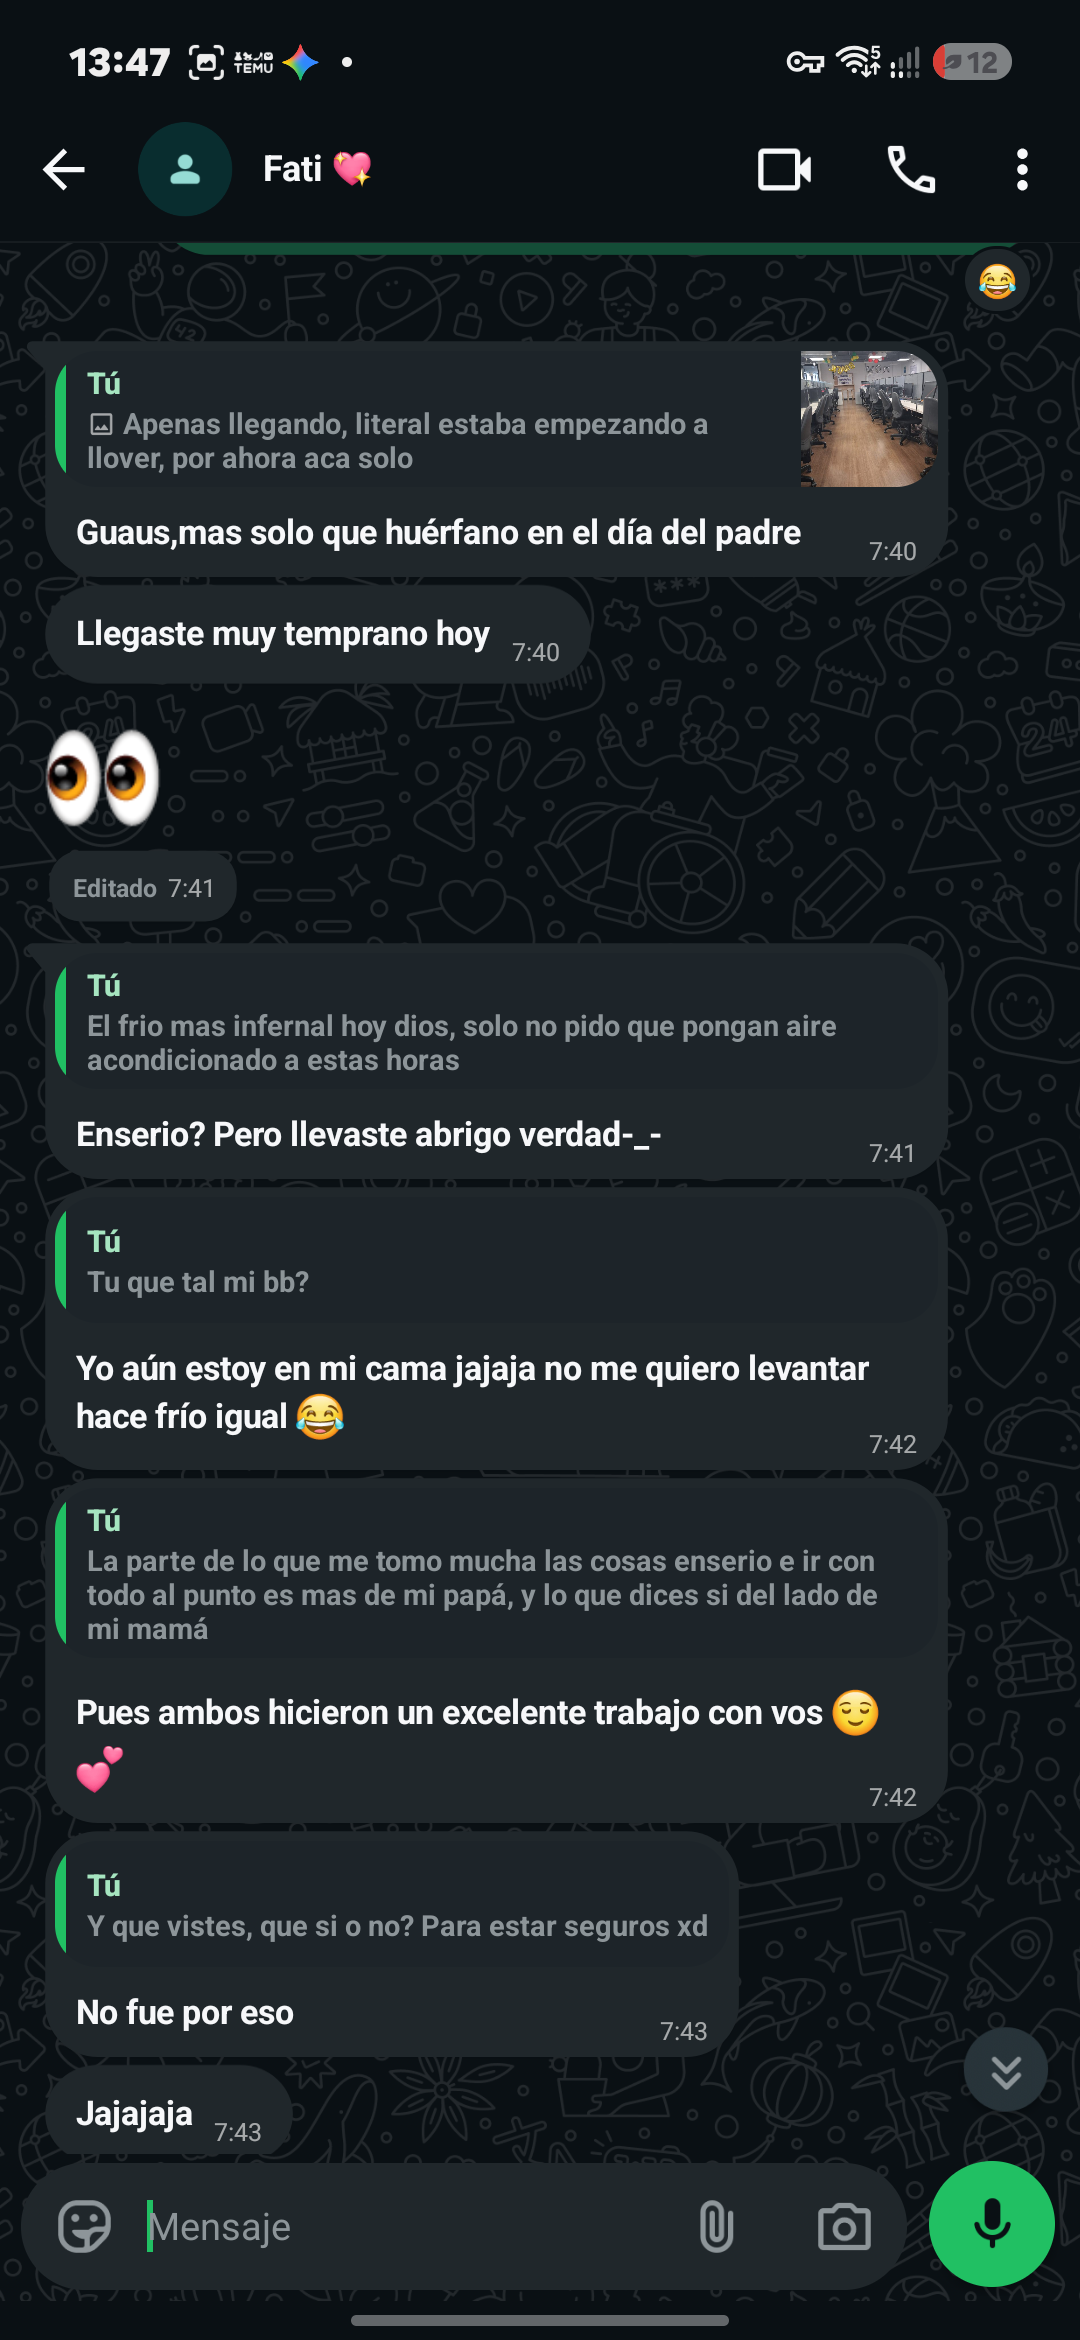 13:47 TEMU 5 12
Fati 💖
😂
Tú
Apenas llegando, literal estaba empezando a
llover, por ahora aca solo
Guaus,mas solo que huérfano en el día del padre
7:40
Llegaste muy temprano hoy 7:40
👀
Editado 7:41
Tú
El frio mas infernal hoy dios, solo no pido que pongan aire
acondicionado a estas horas
Enserio? Pero llevaste abrigo verdad-_-
7:41
Tú
Tu que tal mi bb?
Yo aún estoy en mi cama jajaja no me quiero levantar
hace frío igual 😂
7:42
Tú
La parte de lo que me tomo mucha las cosas enserio e ir con
todo al punto es mas de mi papá, y lo que dices si del lado de
mi mamá
Pues ambos hicieron un excelente trabajo con vos 😌
💕
7:42
Tú
Y que vistes, que si o no? Para estar seguros xd
No fue por eso
7:43
Jajajaja 7:43
Mensaje